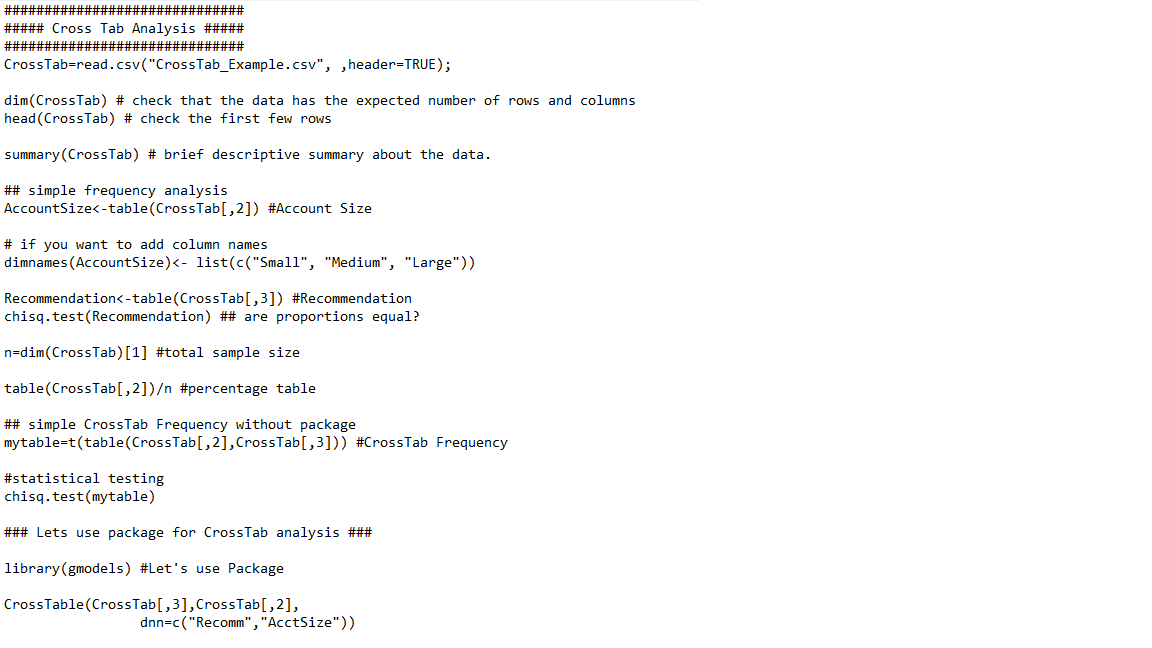 ##############################
##### Cross Tab Analysis #####
##############################
CrossTab=read.csv("CrossTab_Example.csv", ,header=TRUE);
dim(CrossTab) # check that the data has the expected number of rows and columns
head(CrossTab) # check the first few rows
summary(CrossTab) # brief descriptive summary about the data.
## simple frequency analysis
AccountSize<-table(CrossTab[,2]) #Account Size
# if you want to add column names
dimnames(AccountSize)<- list(c("Small", "Medium", "Large"))
Recommendation<-table(CrossTab[,3]) #Recommendation
chisq.test(Recommendation) ## are proportions equal?
n=dim(CrossTab)[1] #total sample size
table(CrossTab[,2])/n #percentage table
## simple CrossTab Frequency without package
mytable=t(table(CrossTab[,2],CrossTab[,3])) #CrossTab Frequency
#statistical testing
chisq.test(mytable)
### Lets use package for CrossTab analysis ###
library(gmodels) #Let's use Package
CrossTable(CrossTab[,3],CrossTab[,2],
dnn=c("Recomm","AcctSize"))